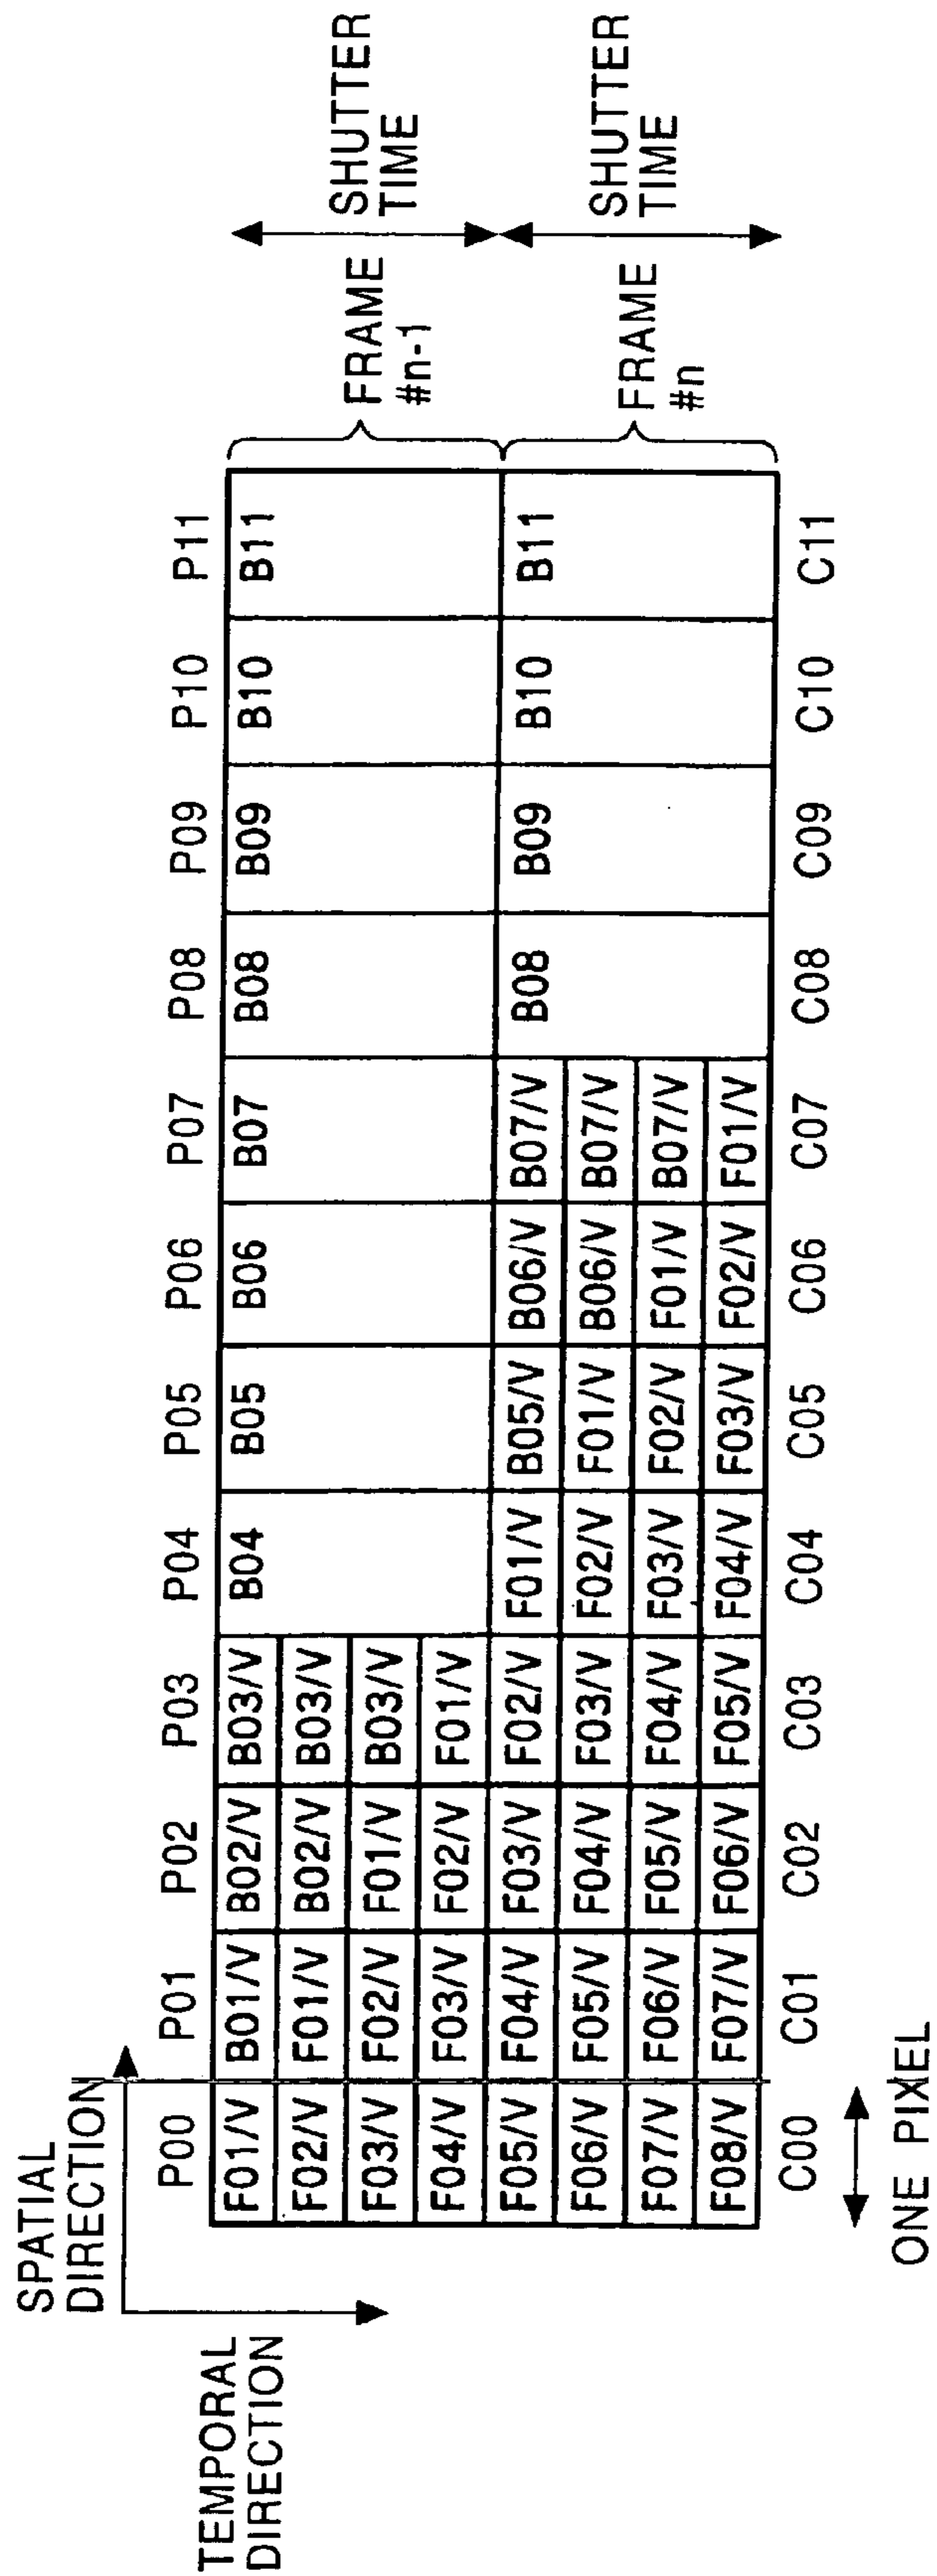 SPATIAL
DIRECTION
TEMPORAL
DIRECTION
P00 P01 P02 P03 P04 P05 P06 P07 P08 P09 P10 P11
F01/V B01/V B02/V B03/V B04 B05 B06 B07 B08 B09 B10 B11
F02/V F01/V B02/V B03/V
F03/V F02/V F01/V B03/V
F04/V F03/V F02/V F01/V
FRAME
#n-1
SHUTTER
TIME
F05/V F04/V F03/V F02/V F01/V B05/V B06/V B07/V B08 B09 B10 B11
F06/V F05/V F04/V F03/V F02/V F01/V B06/V B07/V
F07/V F06/V F05/V F04/V F03/V F02/V F01/V B07/V
F08/V F07/V F06/V F05/V F04/V F03/V F02/V F01/V
FRAME
#n
SHUTTER
TIME
C00 C01 C02 C03 C04 C05 C06 C07 C08 C09 C10 C11
ONE PIXEL